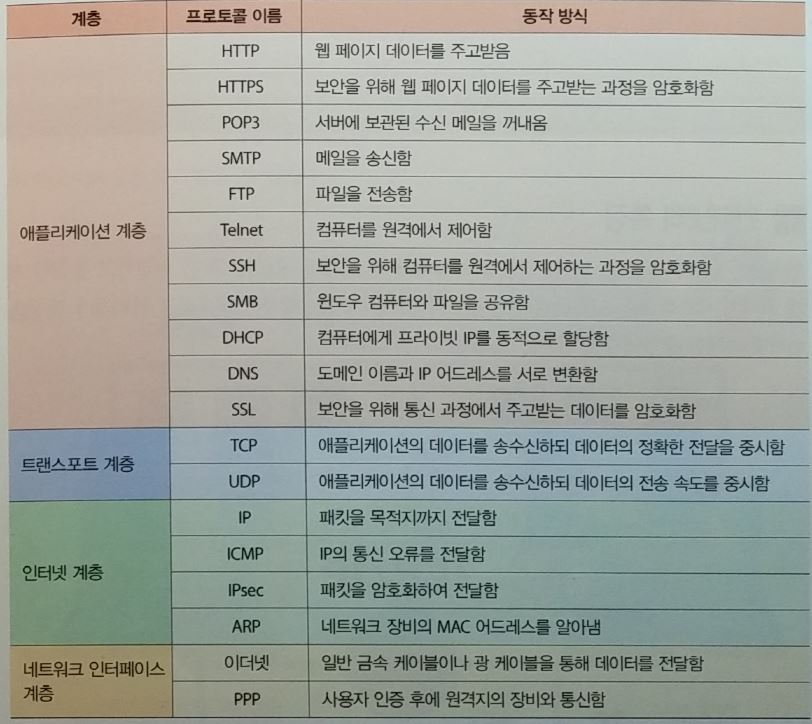 계층 프로토콜 이름 동작 방식
애플리케이션 계층
HTTP 웹 페이지 데이터를 주고받음
HTTPS 보안을 위해 웹 페이지 데이터를 주고받는 과정을 암호화함
POP3 서버에 보관된 수신 메일을 꺼내옴
SMTP 메일을 송신함
FTP 파일을 전송함
Telnet 컴퓨터를 원격에서 제어함
SSH 보안을 위해 컴퓨터를 원격에서 제어하는 과정을 암호화함
SMB 윈도우 컴퓨터와 파일을 공유함
DHCP 컴퓨터에게 프라이빗 IP를 동적으로 할당함
DNS 도메인 이름과 IP 어드레스를 서로 변환함
SSL 보안을 위해 통신 과정에서 주고받는 데이터를 암호화함
트랜스포트 계층
TCP 애플리케이션의 데이터를 송수신하되 데이터의 정확한 전달을 중시함
UDP 애플리케이션의 데이터를 송수신하되 데이터의 전송 속도를 중시함
인터넷 계층
IP 패킷을 목적지까지 전달함
ICMP IP의 통신 오류를 전달함
IPsec 패킷을 암호화하여 전달함
ARP 네트워크 장비의 MAC 어드레스를 알아냄
네트워크 인터페이스
계층
이더넷 일반 금속 케이블이나 광 케이블을 통해 데이터를 전달함
PPP 사용자 인증 후에 원격지의 장비와 통신함